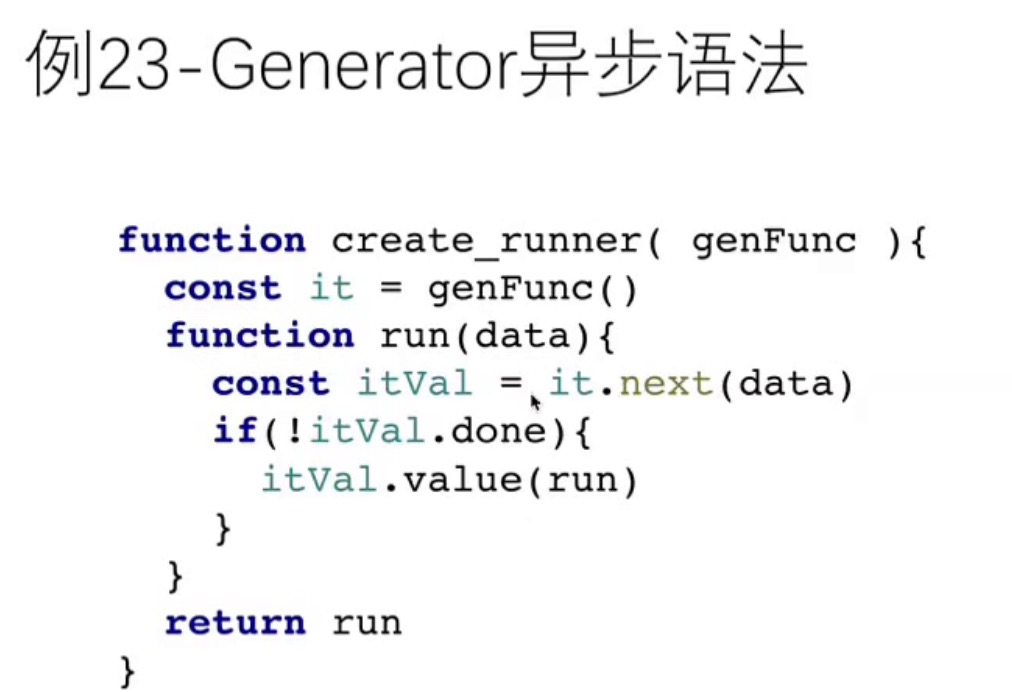 例23-Generator异步语法
function create_runner( genFunc ){
  const it = genFunc()
  function run(data){
    const itVal = it.next(data)
    if(!itVal.done){
      itVal.value(run)
    }
  }
  return run
}